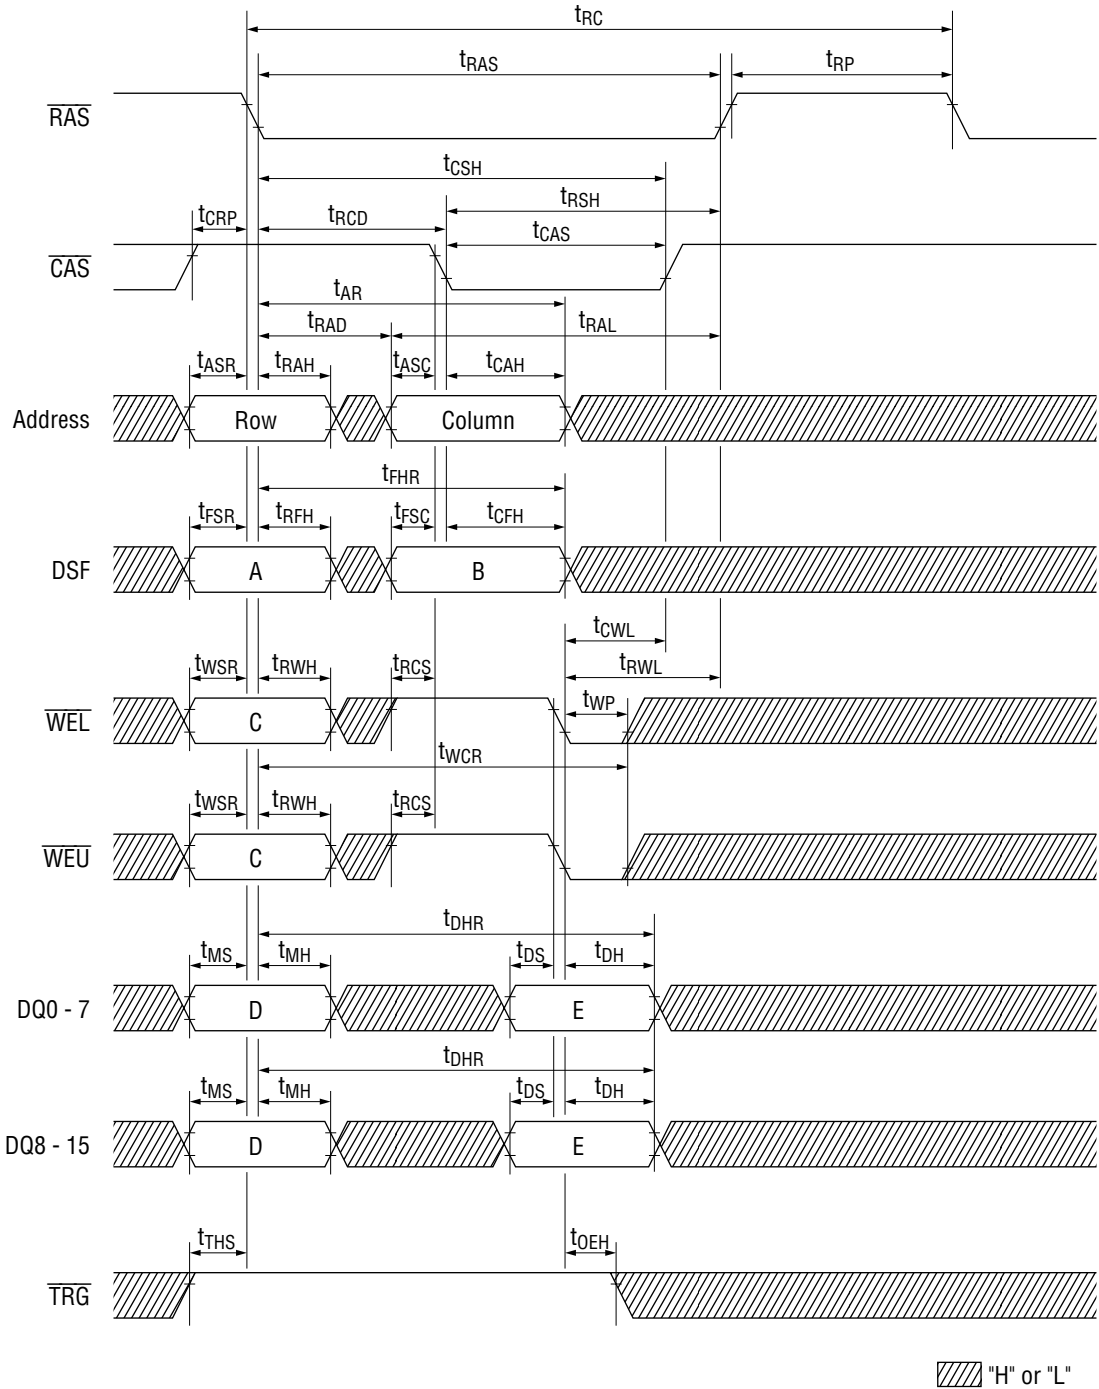 tRC
tRAS tRP
RAS
tCSH
tRSH
tCRP tRCD tCAS
CAS
tAR
tRAD tRAL
tASR tRAH tASC tCAH
Address Row Column
tFHR
tFSR tRFH tFSC tCFH
DSF A B
tCWL
tRWL
tWSR tRWH tRCS tWP
WEL C
tWCR
tWSR tRWH tRCS
WEU C
tDHR
tMS tMH tDS tDH
DQ0 - 7 D E
tDHR
tMS tMH tDS tDH
DQ8 - 15 D E
tTHS tOEH
TRG
"H" or "L"